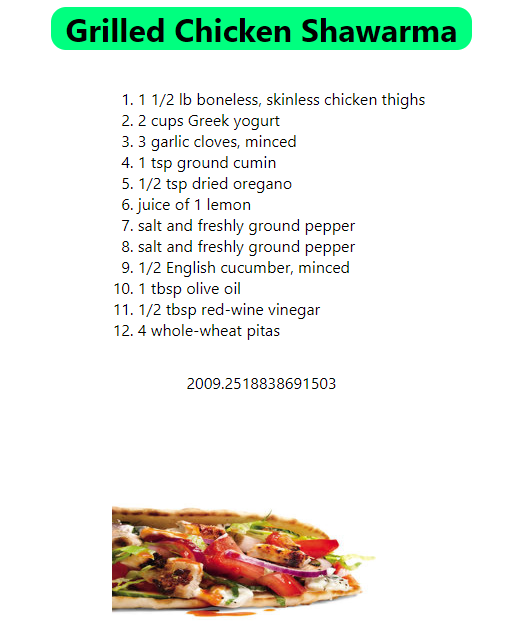 Grilled Chicken Shawarma
1. 1 1/2 lb boneless, skinless chicken thighs
2. 2 cups Greek yogurt
3. 3 garlic cloves, minced
4. 1 tsp ground cumin
5. 1/2 tsp dried oregano
6. juice of 1 lemon
7. salt and freshly ground pepper
8. salt and freshly ground pepper
9. 1/2 English cucumber, minced
10. 1 tbsp olive oil
11. 1/2 tbsp red-wine vinegar
12. 4 whole-wheat pitas
2009.2518838691503